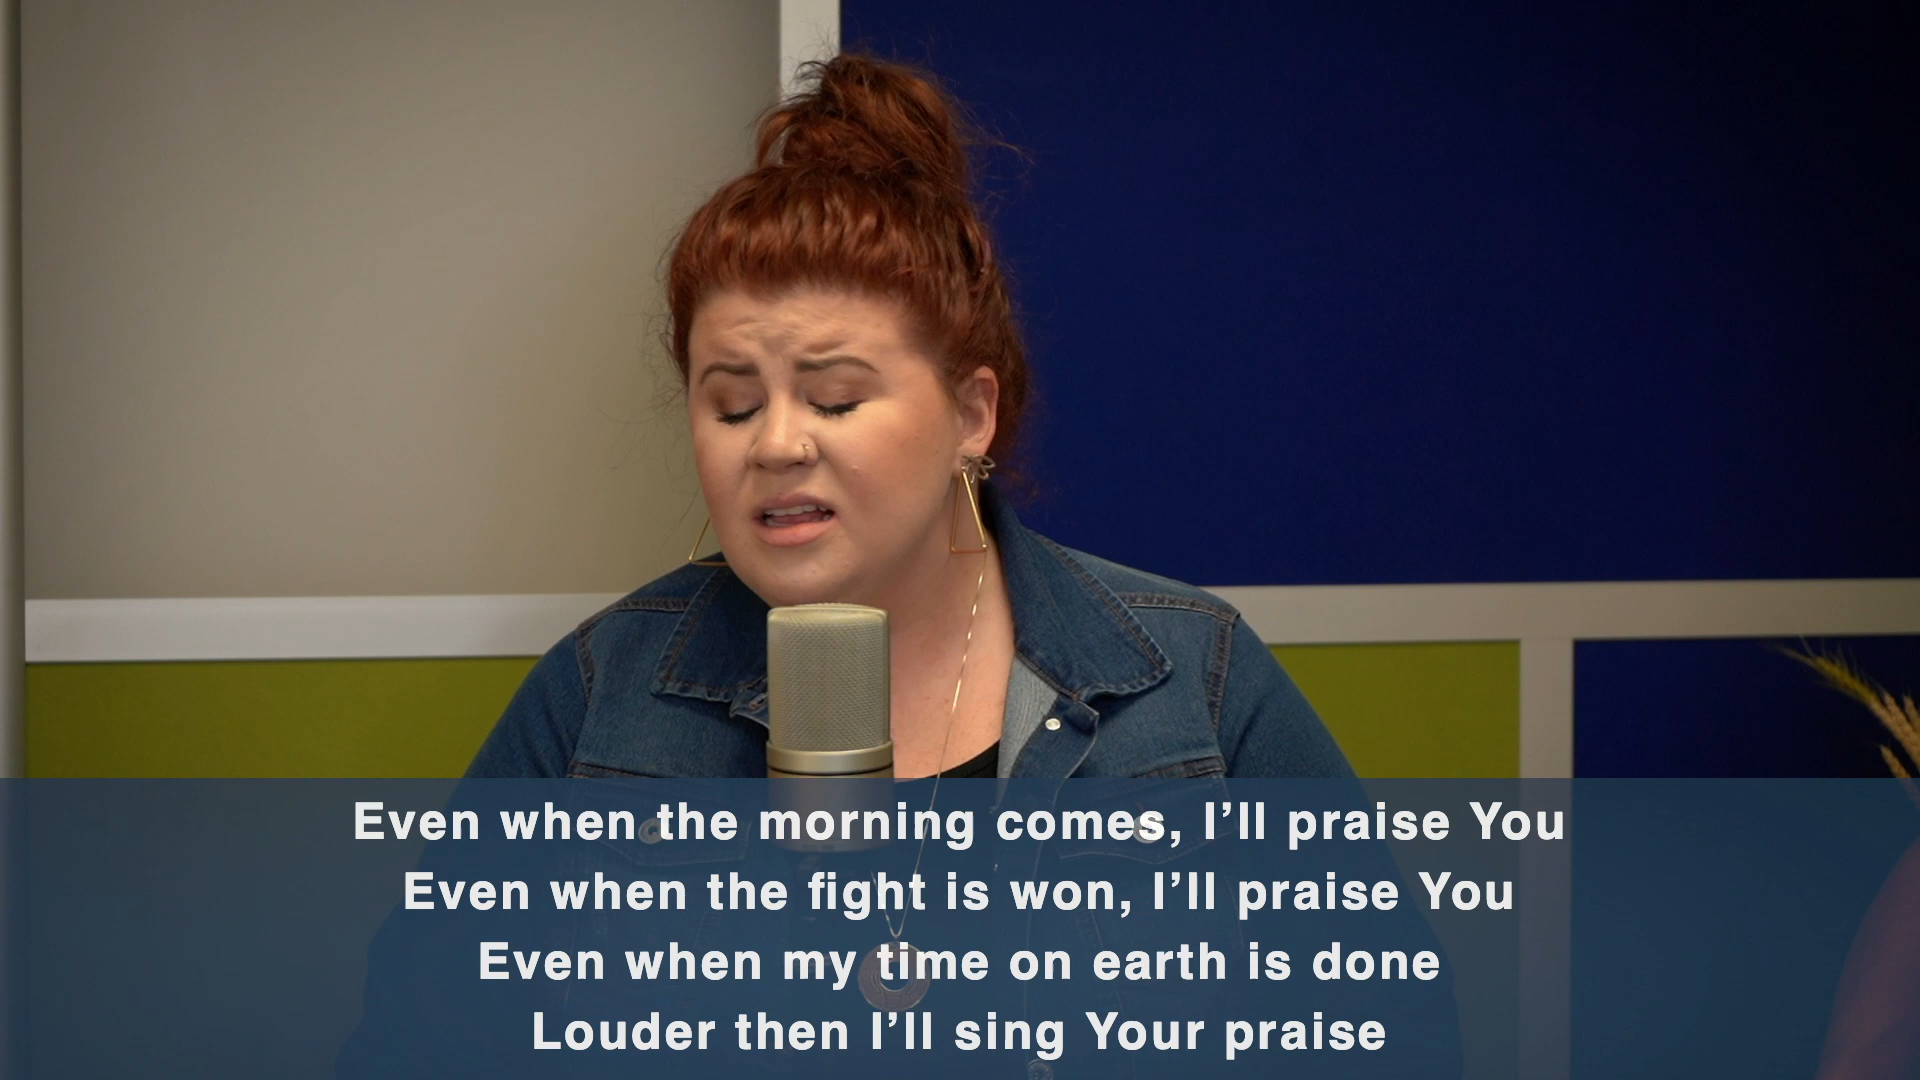 Even when the morning comes, I’ll praise You
Even when the fight is won, I’ll praise You
Even when my time on earth is done
Louder then I’ll sing Your praise